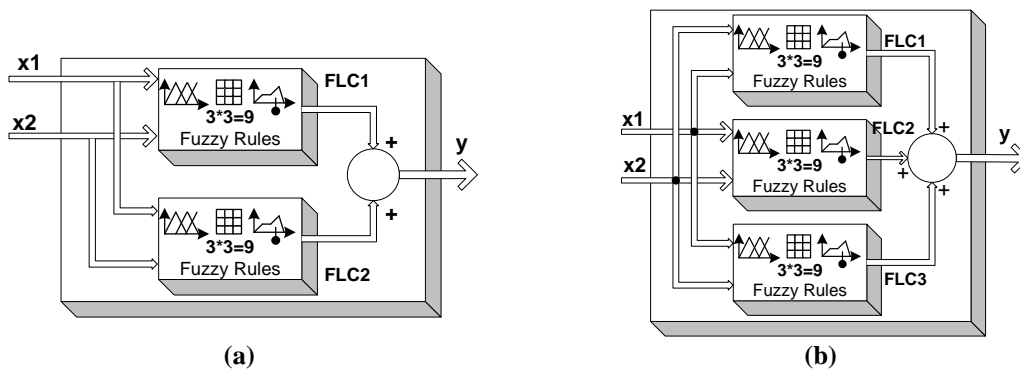 x1
x2
FLC1
3*3=9
Fuzzy Rules
+
y
+
3*3=9
Fuzzy Rules
FLC2
(a)
FLC1
3*3=9
Fuzzy Rules
x1
x2
FLC2
3*3=9
Fuzzy Rules
+
+
+
y
3*3=9
Fuzzy Rules
FLC3
(b)